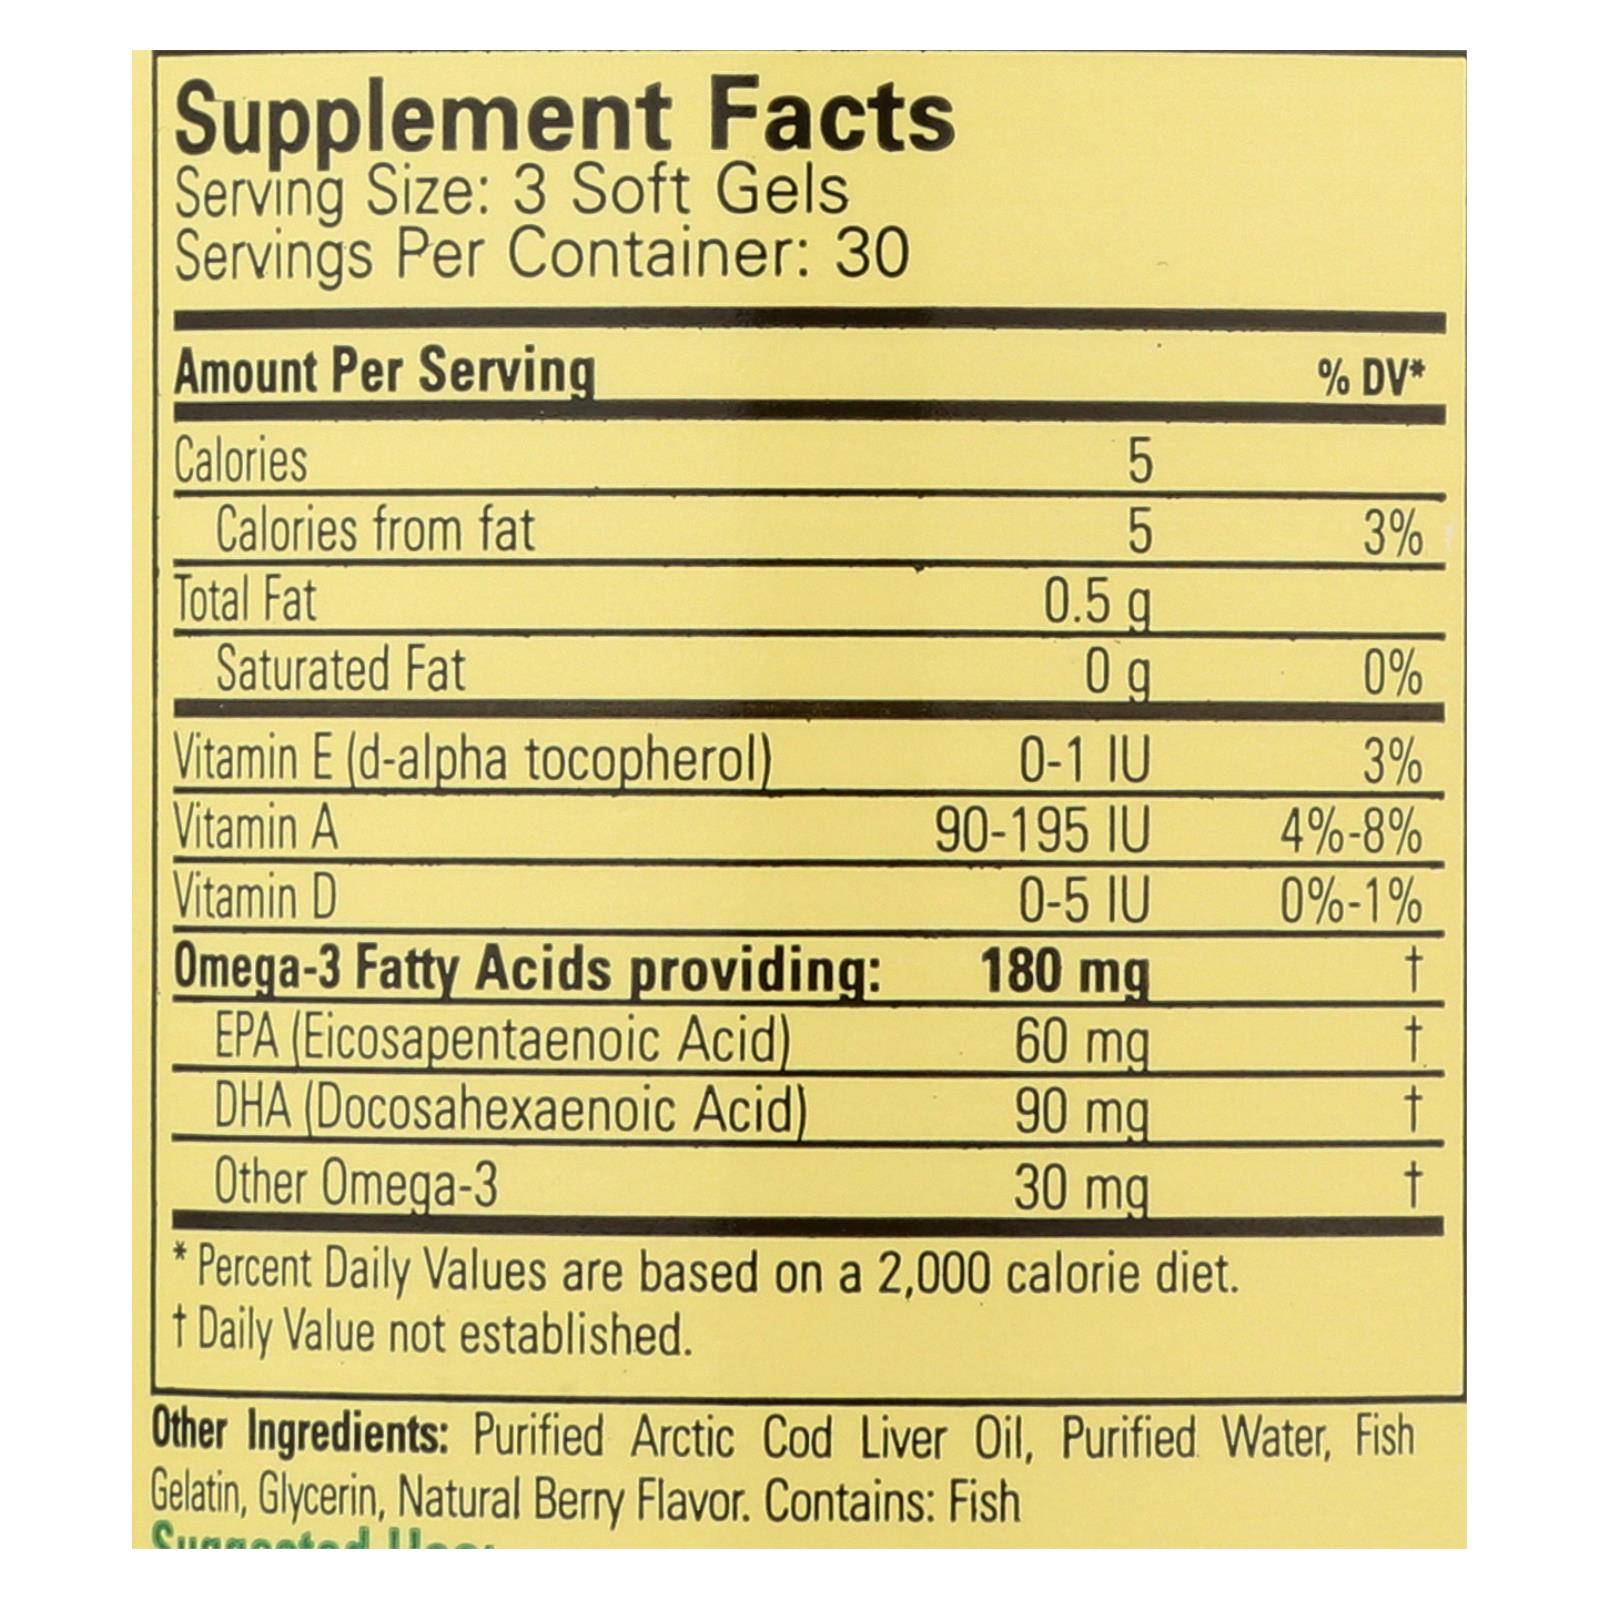 Supplement Facts
Serving Size: 3 Soft Gels
Servings Per Container: 30
Amount Per Serving % DV*
Calories 5
Calories from fat 5 3%
Total Fat 0.5 g
Saturated Fat 0 g 0%
Vitamin E (d-alpha tocopherol) 0-1 IU 3%
Vitamin A 90-195 IU 4%-8%
Vitamin D 0-5 IU 0%-1%
Omega-3 Fatty Acids providing: 180 mg †
EPA (Eicosapentaenoic Acid) 60 mg †
DHA (Docosahexaenoic Acid) 90 mg †
Other Omega-3 30 mg †
* Percent Daily Values are based on a 2,000 calorie diet.
† Daily Value not established.
Other Ingredients: Purified Arctic Cod Liver Oil, Purified Water, Fish
Gelatin, Glycerin, Natural Berry Flavor. Contains: Fish
Suggested Use: